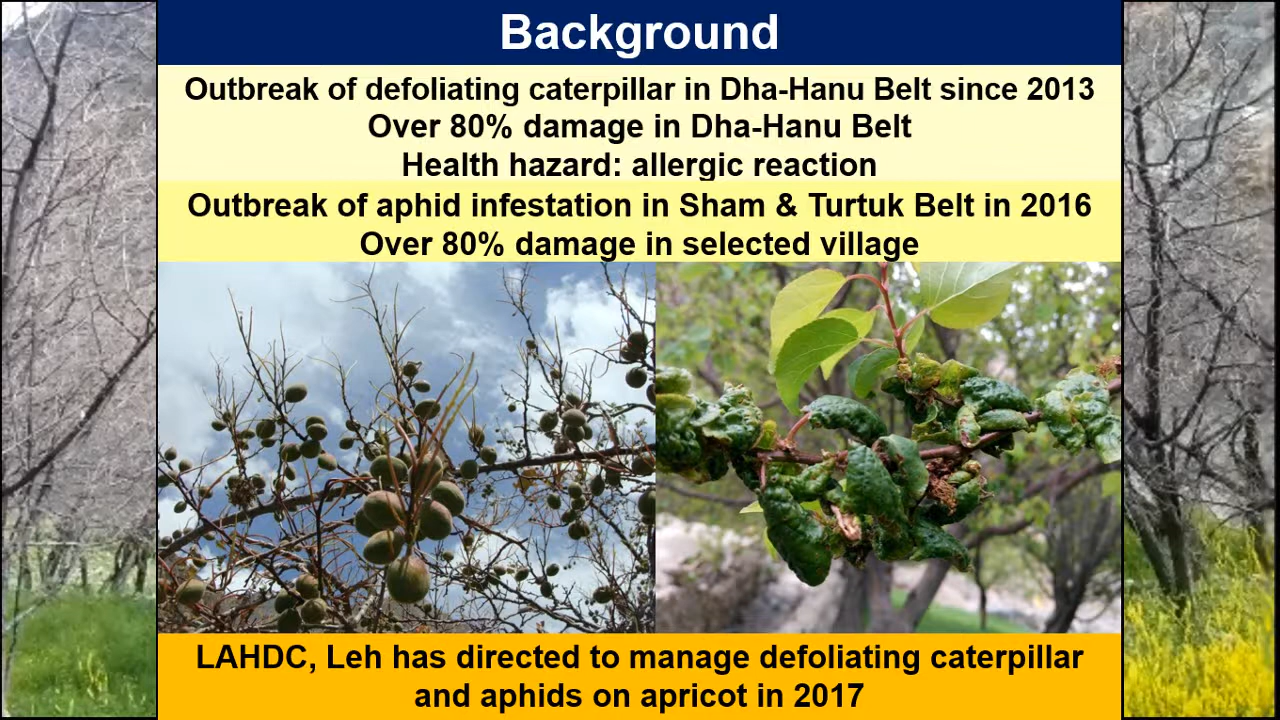 Background
Outbreak of defoliating caterpillar in Dha-Hanu Belt since 2013
Over 80% damage in Dha-Hanu Belt
Health hazard: allergic reaction
Outbreak of aphid infestation in Sham & Turtuk Belt in 2016
Over 80% damage in selected village
LAHDC, Leh has directed to manage defoliating caterpillar
and aphids on apricot in 2017